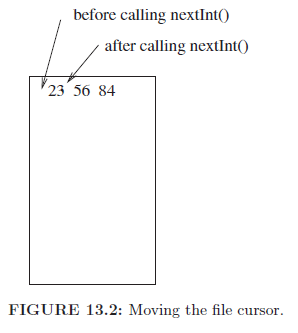 before calling nextInt()
after calling nextInt()
23 56 84
FIGURE 13.2: Moving the file cursor.